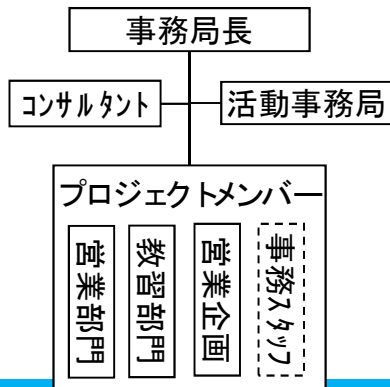 事務局長
コンサルタント
活動事務局
プロジェクトメンバー
営業部門
教習部門
営業企画
事務スタッフ